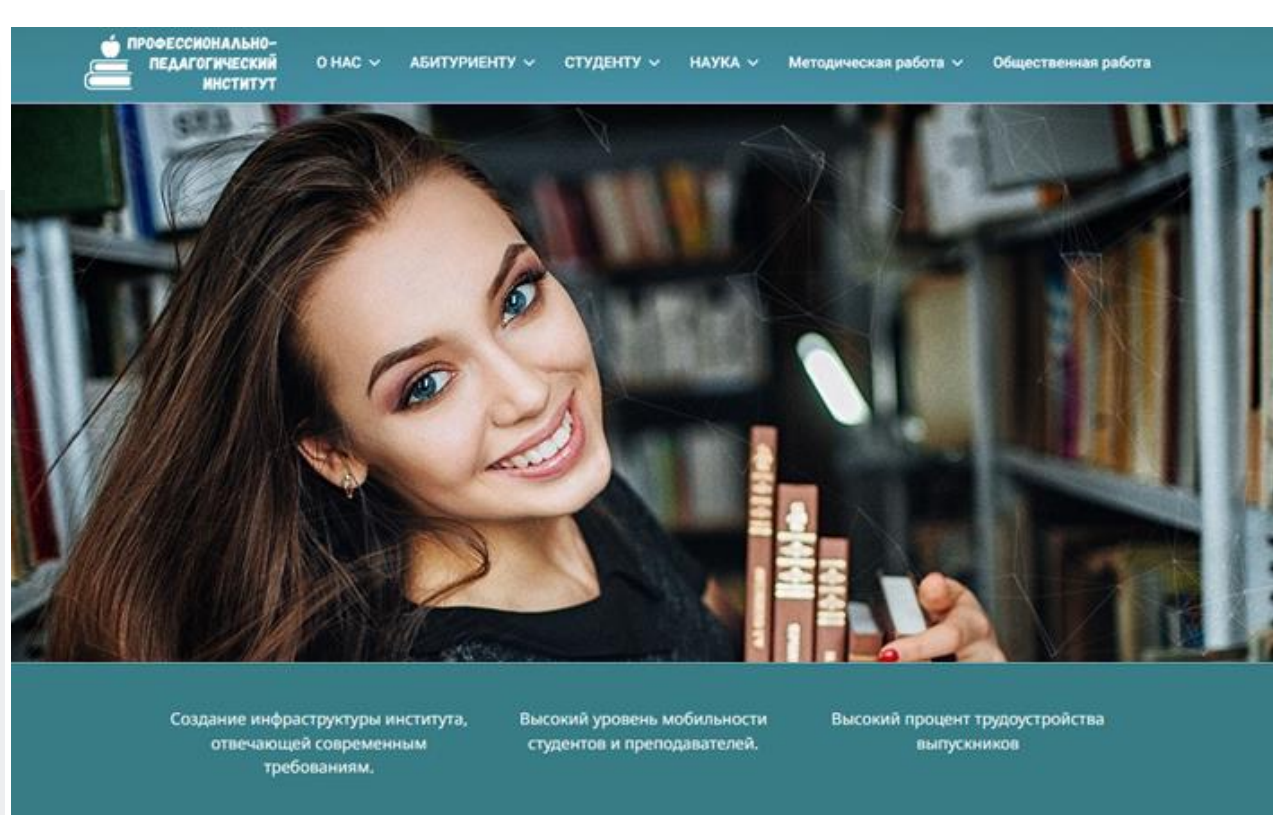 ПРОФЕССИОНАЛЬНО-
ПЕДАГОГИЧЕСКИЙ
ИНСТИТУТ
О НАС
АБИТУРИЕНТУ
СТУДЕНТУ
НАУКА
Методическая работа
Общественная работа
Создание инфраструктуры института,
отвечающей современным
требованиям.
Высокий уровень мобильности
студентов и преподавателей.
Высокий процент трудоустройства
выпускников